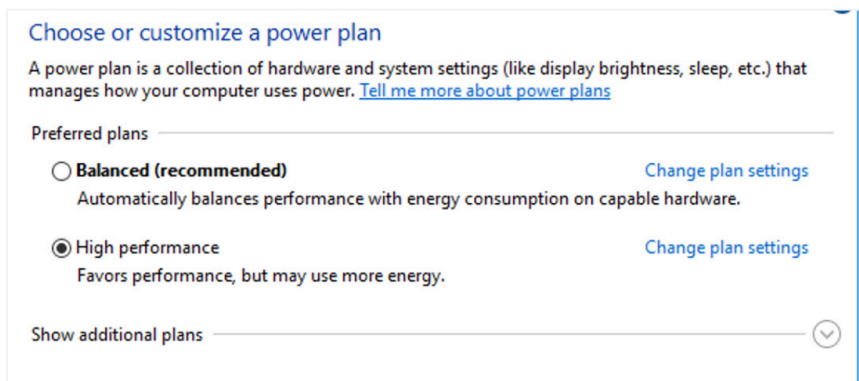 Choose or customize a power plan
A power plan is a collection of hardware and system settings (like display brightness, sleep, etc.) that
manages how your computer uses power. Tell me more about power plans
Preferred plans
Balanced (recommended) Change plan settings
Automatically balances performance with energy consumption on capable hardware.
High performance Change plan settings
Favors performance, but may use more energy.
Show additional plans